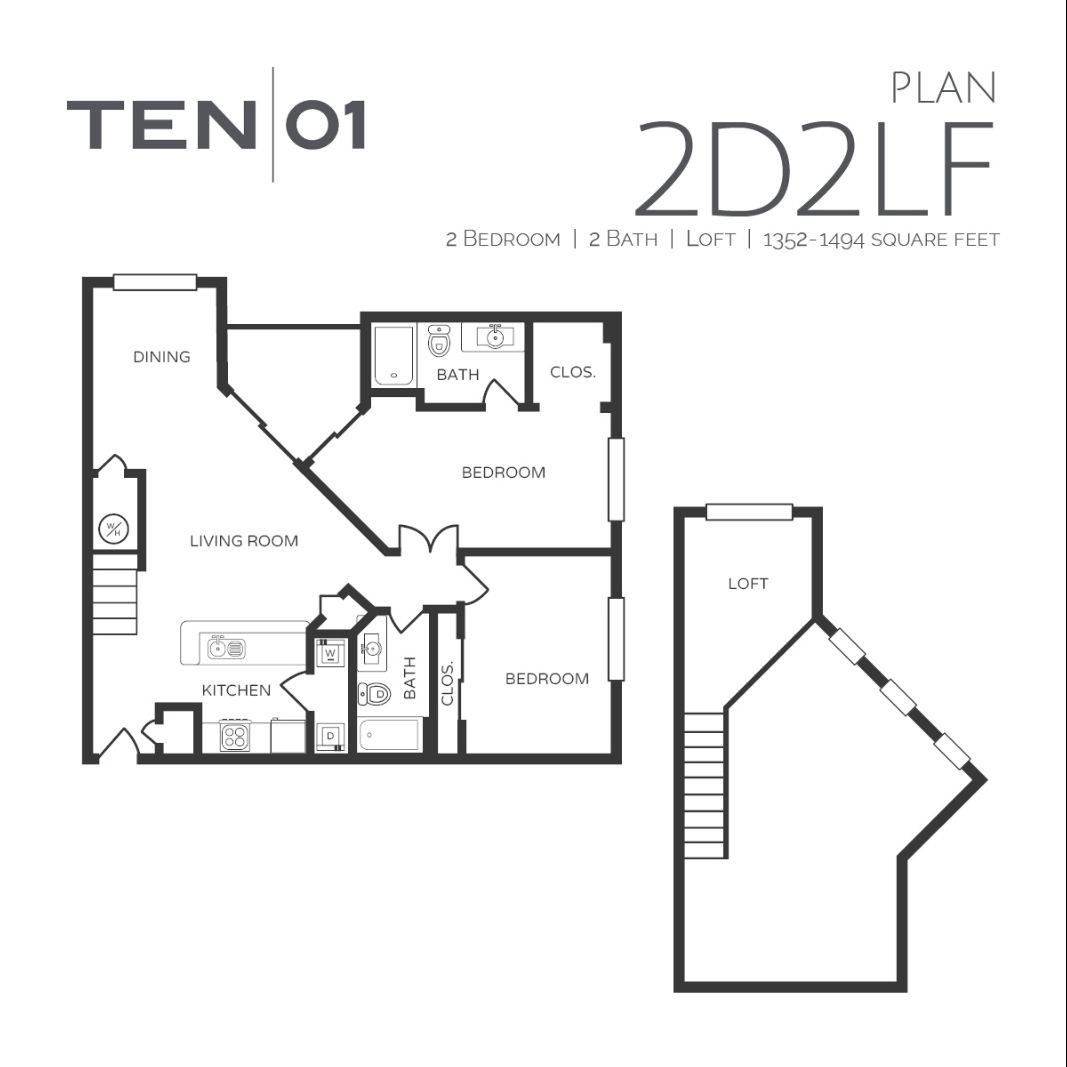 TEN|01
PLAN
2D2LF
2 BEDROOM | 2 BATH | LOFT | 1352-1494 SQUARE FEET
DINING
BATH
CLOS.
BEDROOM
W/H
LIVING ROOM
LOFT
W
KITCHEN
BATH
CLOS.
BEDROOM
D